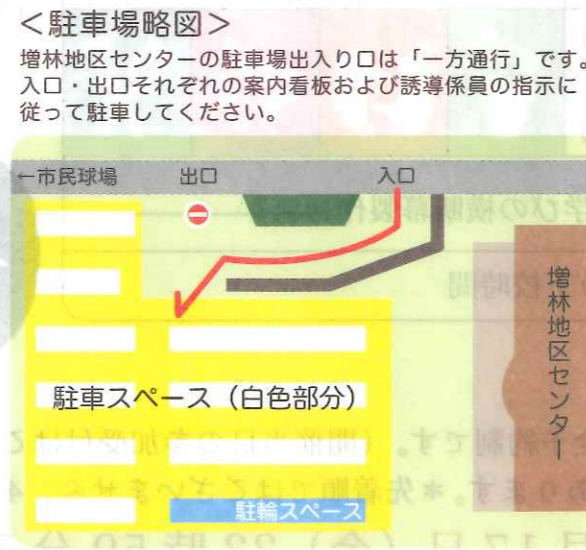 ＜駐車場略図＞
増林地区センターの駐車場出入り口は「一方通行」です。
入口・出口それぞれの案内看板および誘導係員の指示に
従って駐車してください。
←市民球場
出口
入口
増林地区センター
駐車スペース（白色部分）
駐輪スペース